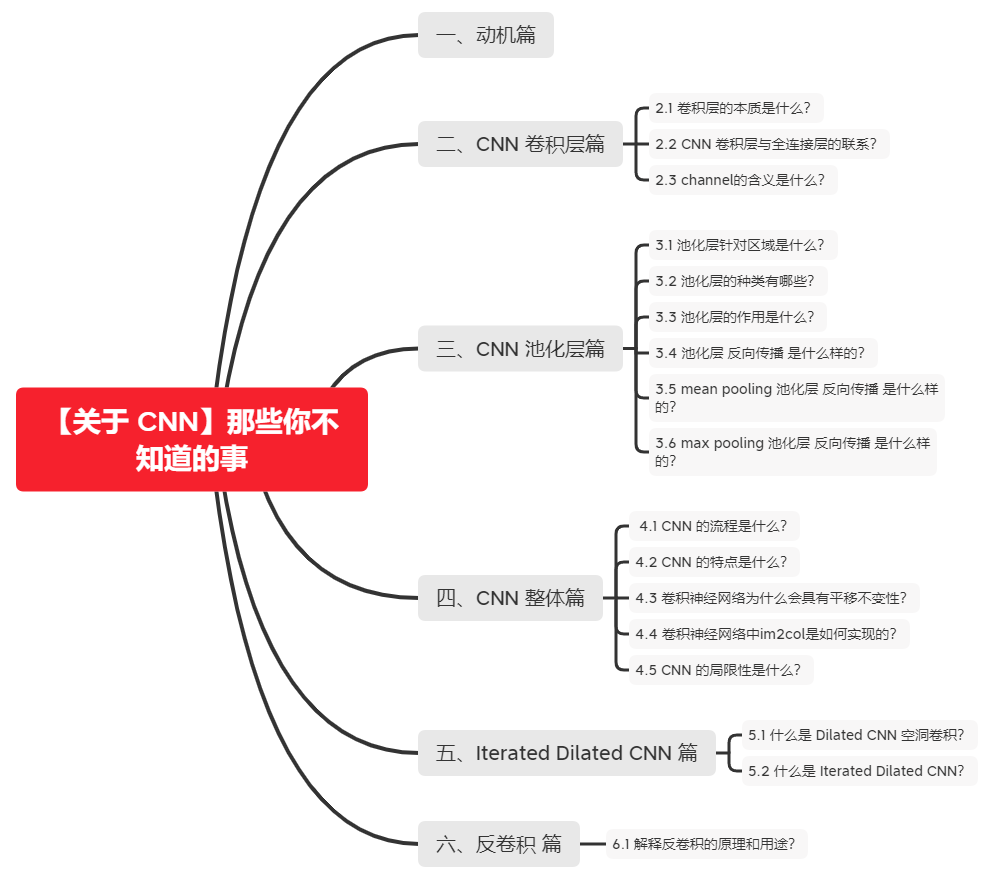 【关于 CNN】那些你不
知道的事
一、动机篇
二、CNN 卷积层篇
2.1 卷积层的本质是什么?
2.2 CNN 卷积层与全连接层的联系?
2.3 channel的含义是什么?
三、CNN 池化层篇
3.1 池化层针对区域是什么?
3.2 池化层的种类有哪些?
3.3 池化层的作用是什么?
3.4 池化层 反向传播 是什么样的?
3.5 mean pooling 池化层 反向传播 是什么样
的?
3.6 max pooling 池化层 反向传播 是什么样
的?
四、CNN 整体篇
4.1 CNN 的流程是什么?
4.2 CNN 的特点是什么?
4.3 卷积神经网络为什么会具有平移不变性?
4.4 卷积神经网络中im2col是如何实现的?
4.5 CNN 的局限性是什么?
五、Iterated Dilated CNN 篇
5.1 什么是 Dilated CNN 空洞卷积?
5.2 什么是 Iterated Dilated CNN?
六、反卷积 篇
6.1 解释反卷积的原理和用途?